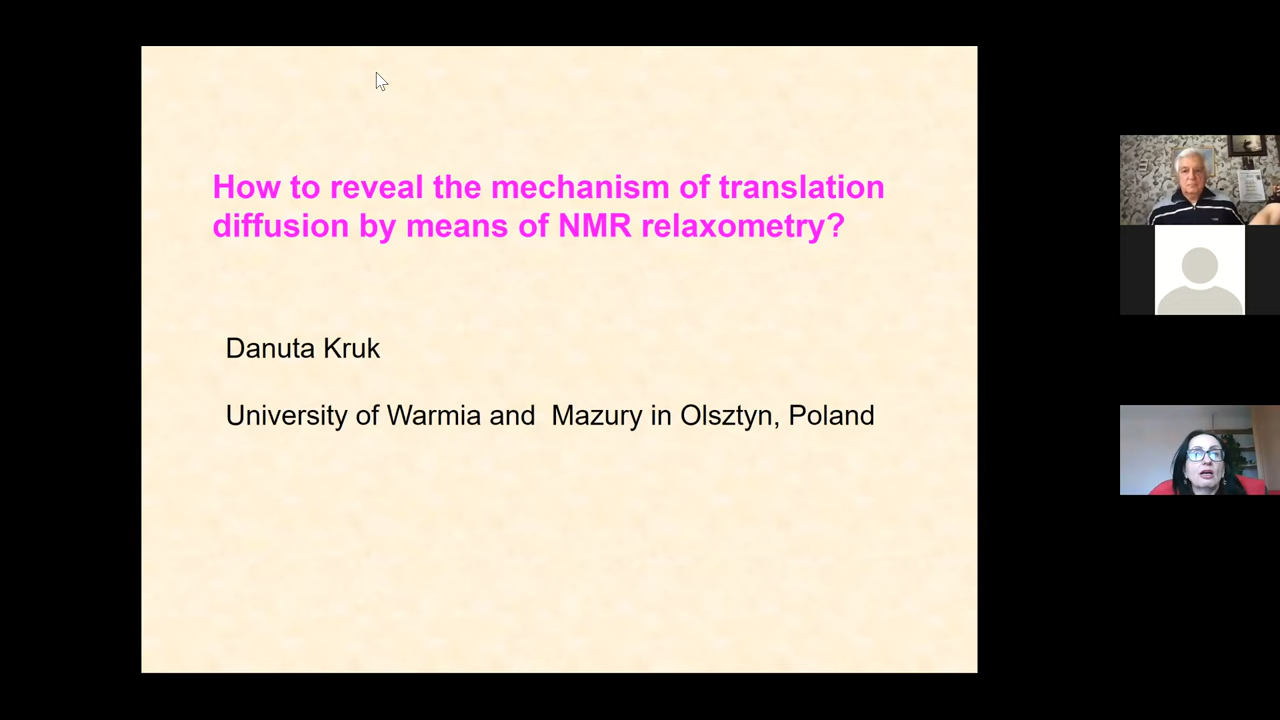 How to reveal the mechanism of translation
diffusion by means of NMR relaxometry?
Danuta Kruk
University of Warmia and  Mazury in Olsztyn, Poland